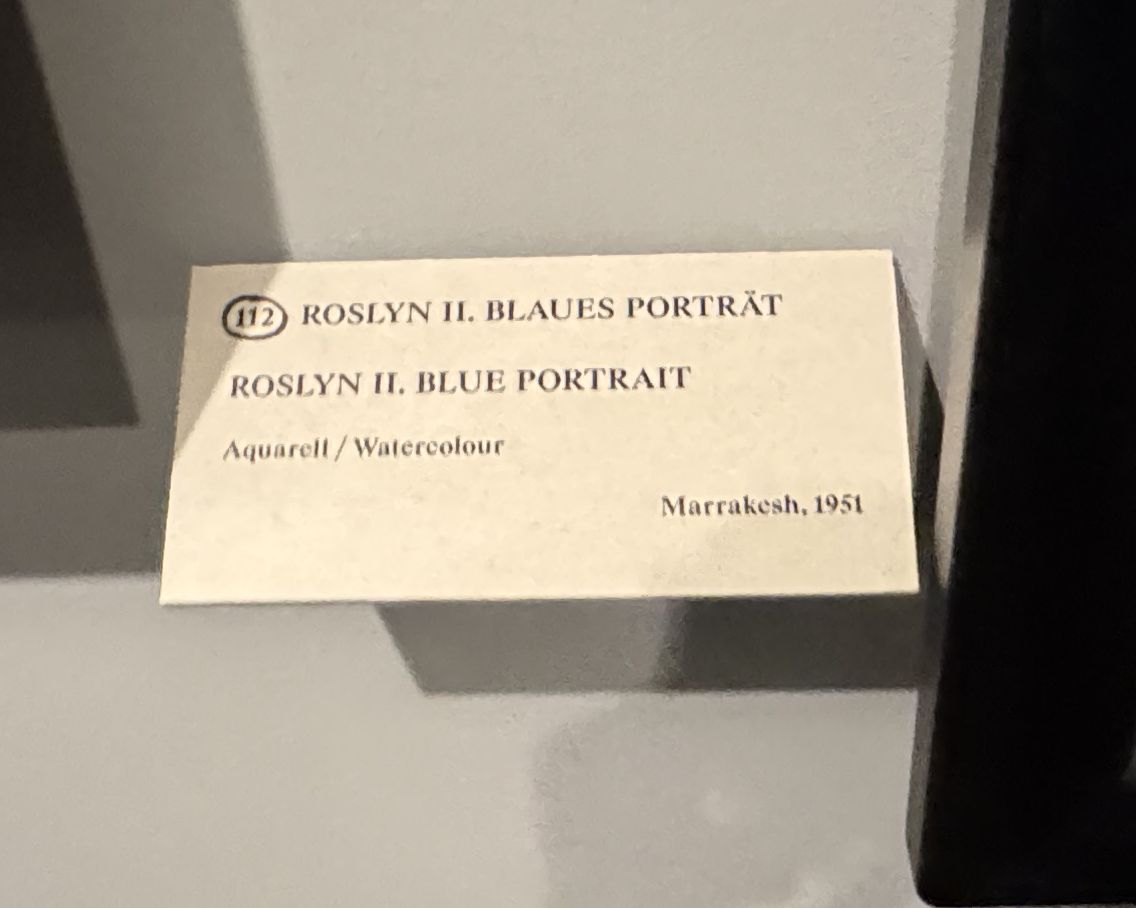 112 ROSLYN II. BLAUES PORTRÄT
ROSLYN II. BLUE PORTRAIT
Aquarell / Watercolour
Marrakesh, 1951